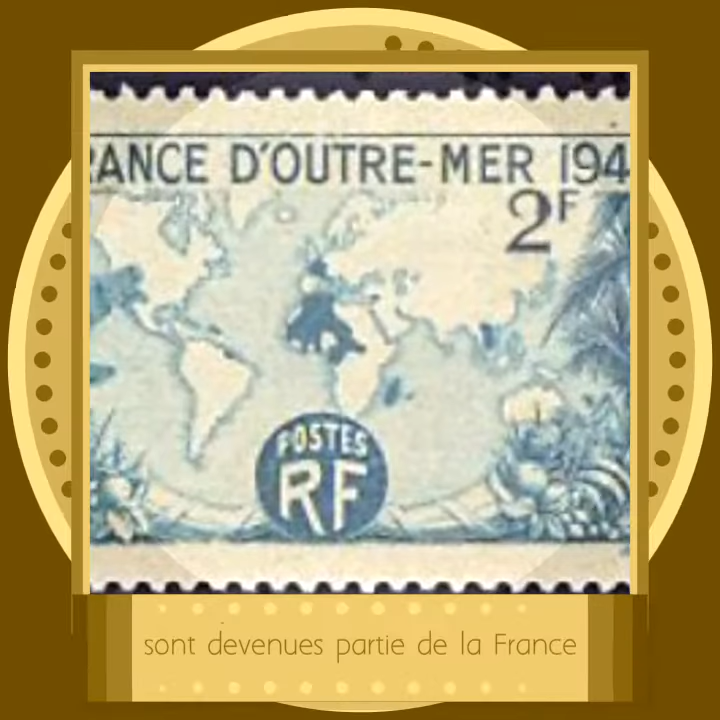 RANCE D'OUTRE-MER 194
2F
POSTES
RF
sont devenues partie de la France